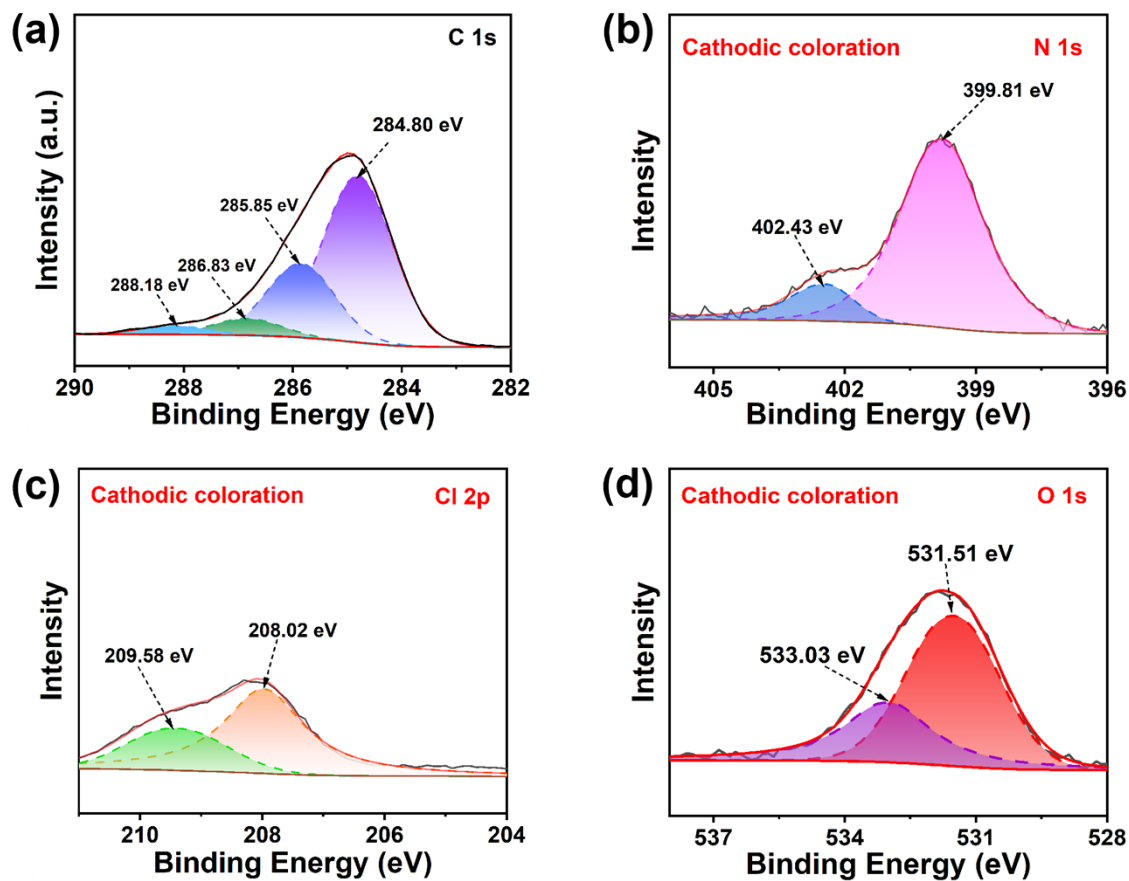 (a)
C 1s
284.80 eV
285.85 eV
286.83 eV
288.18 eV
Intensity (a.u.)
290 288 286 284 282
Binding Energy (eV)
(b)
Cathodic coloration N 1s
399.81 eV
402.43 eV
Intensity
405 402 399 396
Binding Energy (eV)
(c)
Cathodic coloration Cl 2p
208.02 eV
209.58 eV
Intensity
210 208 206 204
Binding Energy (eV)
(d)
Cathodic coloration O 1s
531.51 eV
533.03 eV
Intensity
537 534 531 528
Binding Energy (eV)